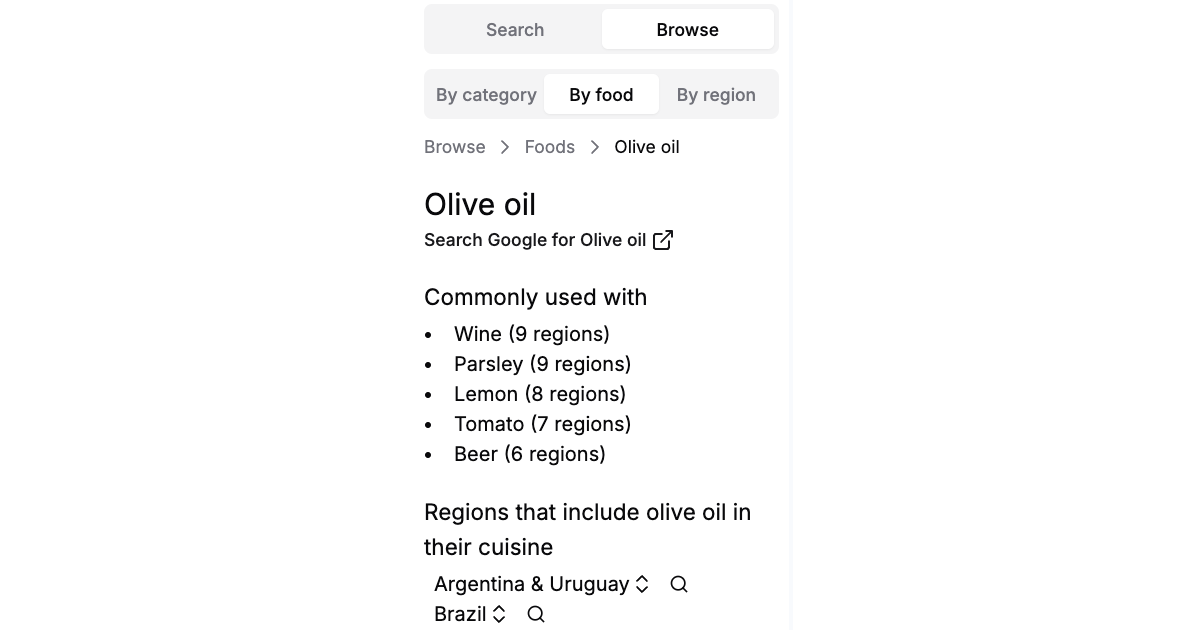 Search Browse
By category By food By region
Browse Foods Olive oil
Olive oil
Search Google for Olive oil
Commonly used with
• Wine (9 regions)
• Parsley (9 regions)
• Lemon (8 regions)
• Tomato (7 regions)
• Beer (6 regions)
Regions that include olive oil in
their cuisine
Argentina & Uruguay
Brazil